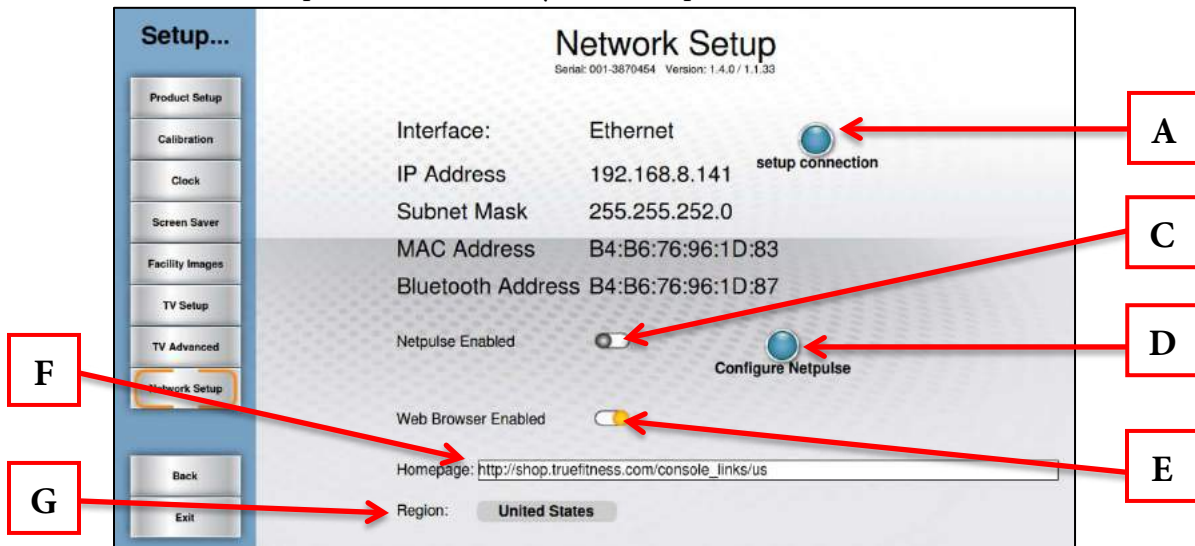 Setup...
Product Setup
Calibration
Clock
Screen Saver
Facility Images
TV Setup
TV Advanced
Network Setup
Back
Exit
Network Setup
Serial: 001-3870454 Version: 1.4.0 / 1.1.33
Interface: Ethernet
setup connection
IP Address 192.168.8.141
Subnet Mask 255.255.252.0
MAC Address B4:B6:76:96:1D:83
Bluetooth Address B4:B6:76:96:1D:87
Netpulse Enabled
Configure Netpulse
Web Browser Enabled
Homepage: http://shop.truefitness.com/console_links/us
Region: United States
A
C
D
E
F
G